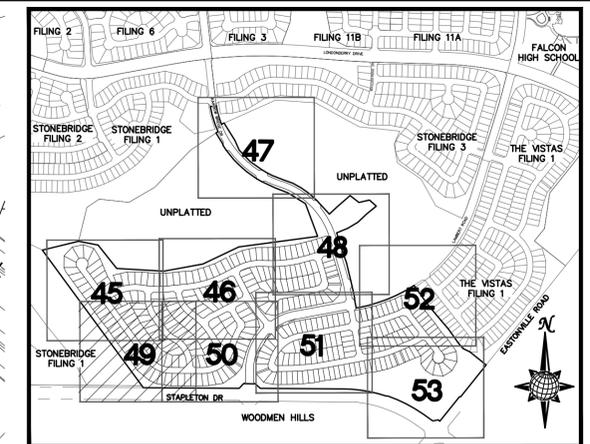 FILING 2
FILING 6
FILING 3
FILING 11B
FILING 11A
LONDONDERRY DRIVE
FALCON
HIGH SCHOOL
STONEBRIDGE
FILING 2
STONEBRIDGE
FILING 1
STONEBRIDGE
FILING 3
THE VISTAS
FILING 1
47
UNPLATTED
UNPLATTED
48
LAMBERT ROAD
45
46
52
THE VISTAS
FILING 1
EASTONVILLE ROAD
N
STONEBRIDGE
FILING 1
49
50
51
53
STAPLETON DR
WOODMEN HILLS